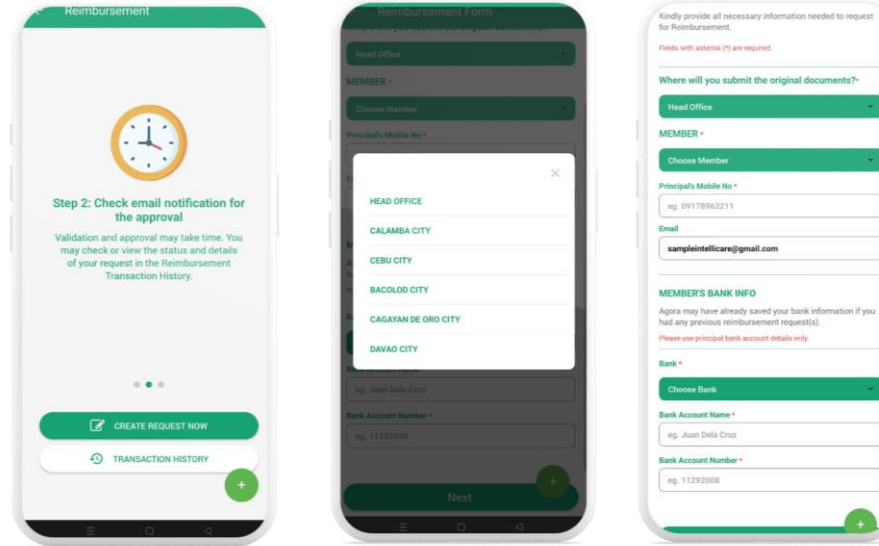 Reimbursement
Step 2: Check email notification for
the approval
Validation and approval may take time. You
may check or view the status and details
of your request in the Reimbursement
Transaction History.
CREATE REQUEST NOW
TRANSACTION HISTORY
+
Reimbursement Form
Head Office
MEMBER *
Choose Member
Principal's Mobile No *
HEAD OFFICE
CALAMBA CITY
CEBU CITY
BACOLOD CITY
CAGAYAN DE ORO CITY
DAVAO CITY
Bank Account Name *
eg. Juan Dela Cruz
Bank Account Number *
eg. 11292008
+
Next
Kindly provide all necessary information needed to request
for Reimbursement.
Fields with asterisk (*) are required.
Where will you submit the original documents?*
Head Office
MEMBER *
Choose Member
Principal's Mobile No *
eg. 09178963211
Email
sampleintellicare@gmail.com
MEMBER'S BANK INFO
Agora may have already saved your bank information if you
had any previous reimbursement request(s).
Please use principal bank account details only.
Bank *
Choose Bank
Bank Account Name *
eg. Juan Dela Cruz
Bank Account Number *
eg. 11292008
+